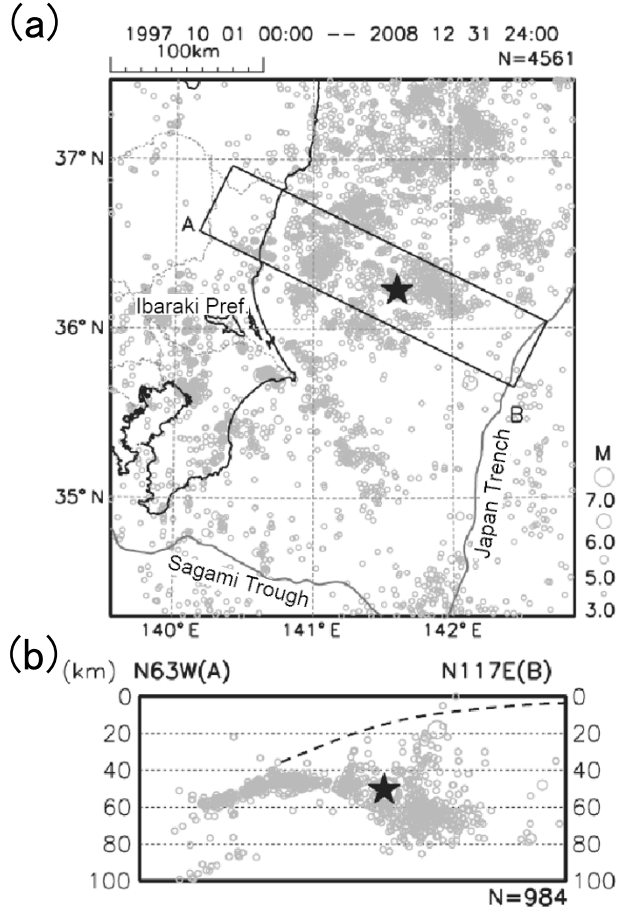 (a)
1997 10 01 00:00 -- 2008 12 31 24:00
100km
N=4561
37° N
A
Ibaraki Pref.
36° N
B
Japan Trench
M
7.0
6.0
5.0
3.0
35° N
Sagami Trough
140° E
141° E
142° E
(b)
(km)
N63W(A)
N117E(B)
0
0
20
20
40
40
60
60
80
80
100
100
N=984